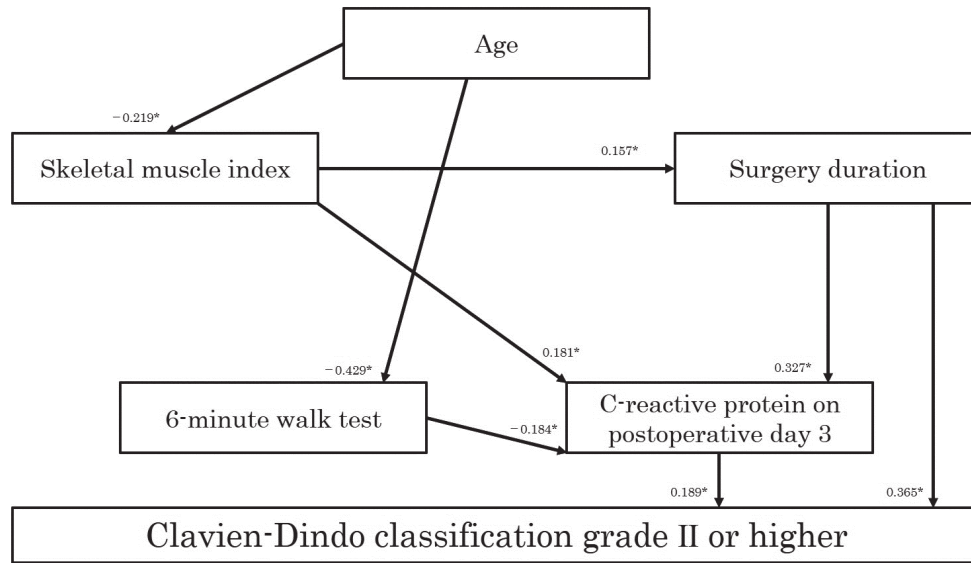 Age
−0.219*
Skeletal muscle index
0.157*
Surgery duration
−0.429*
0.181*
0.327*
6-minute walk test
−0.184*
C-reactive protein on
postoperative day 3
0.189*
0.365*
Clavien-Dindo classification grade II or higher